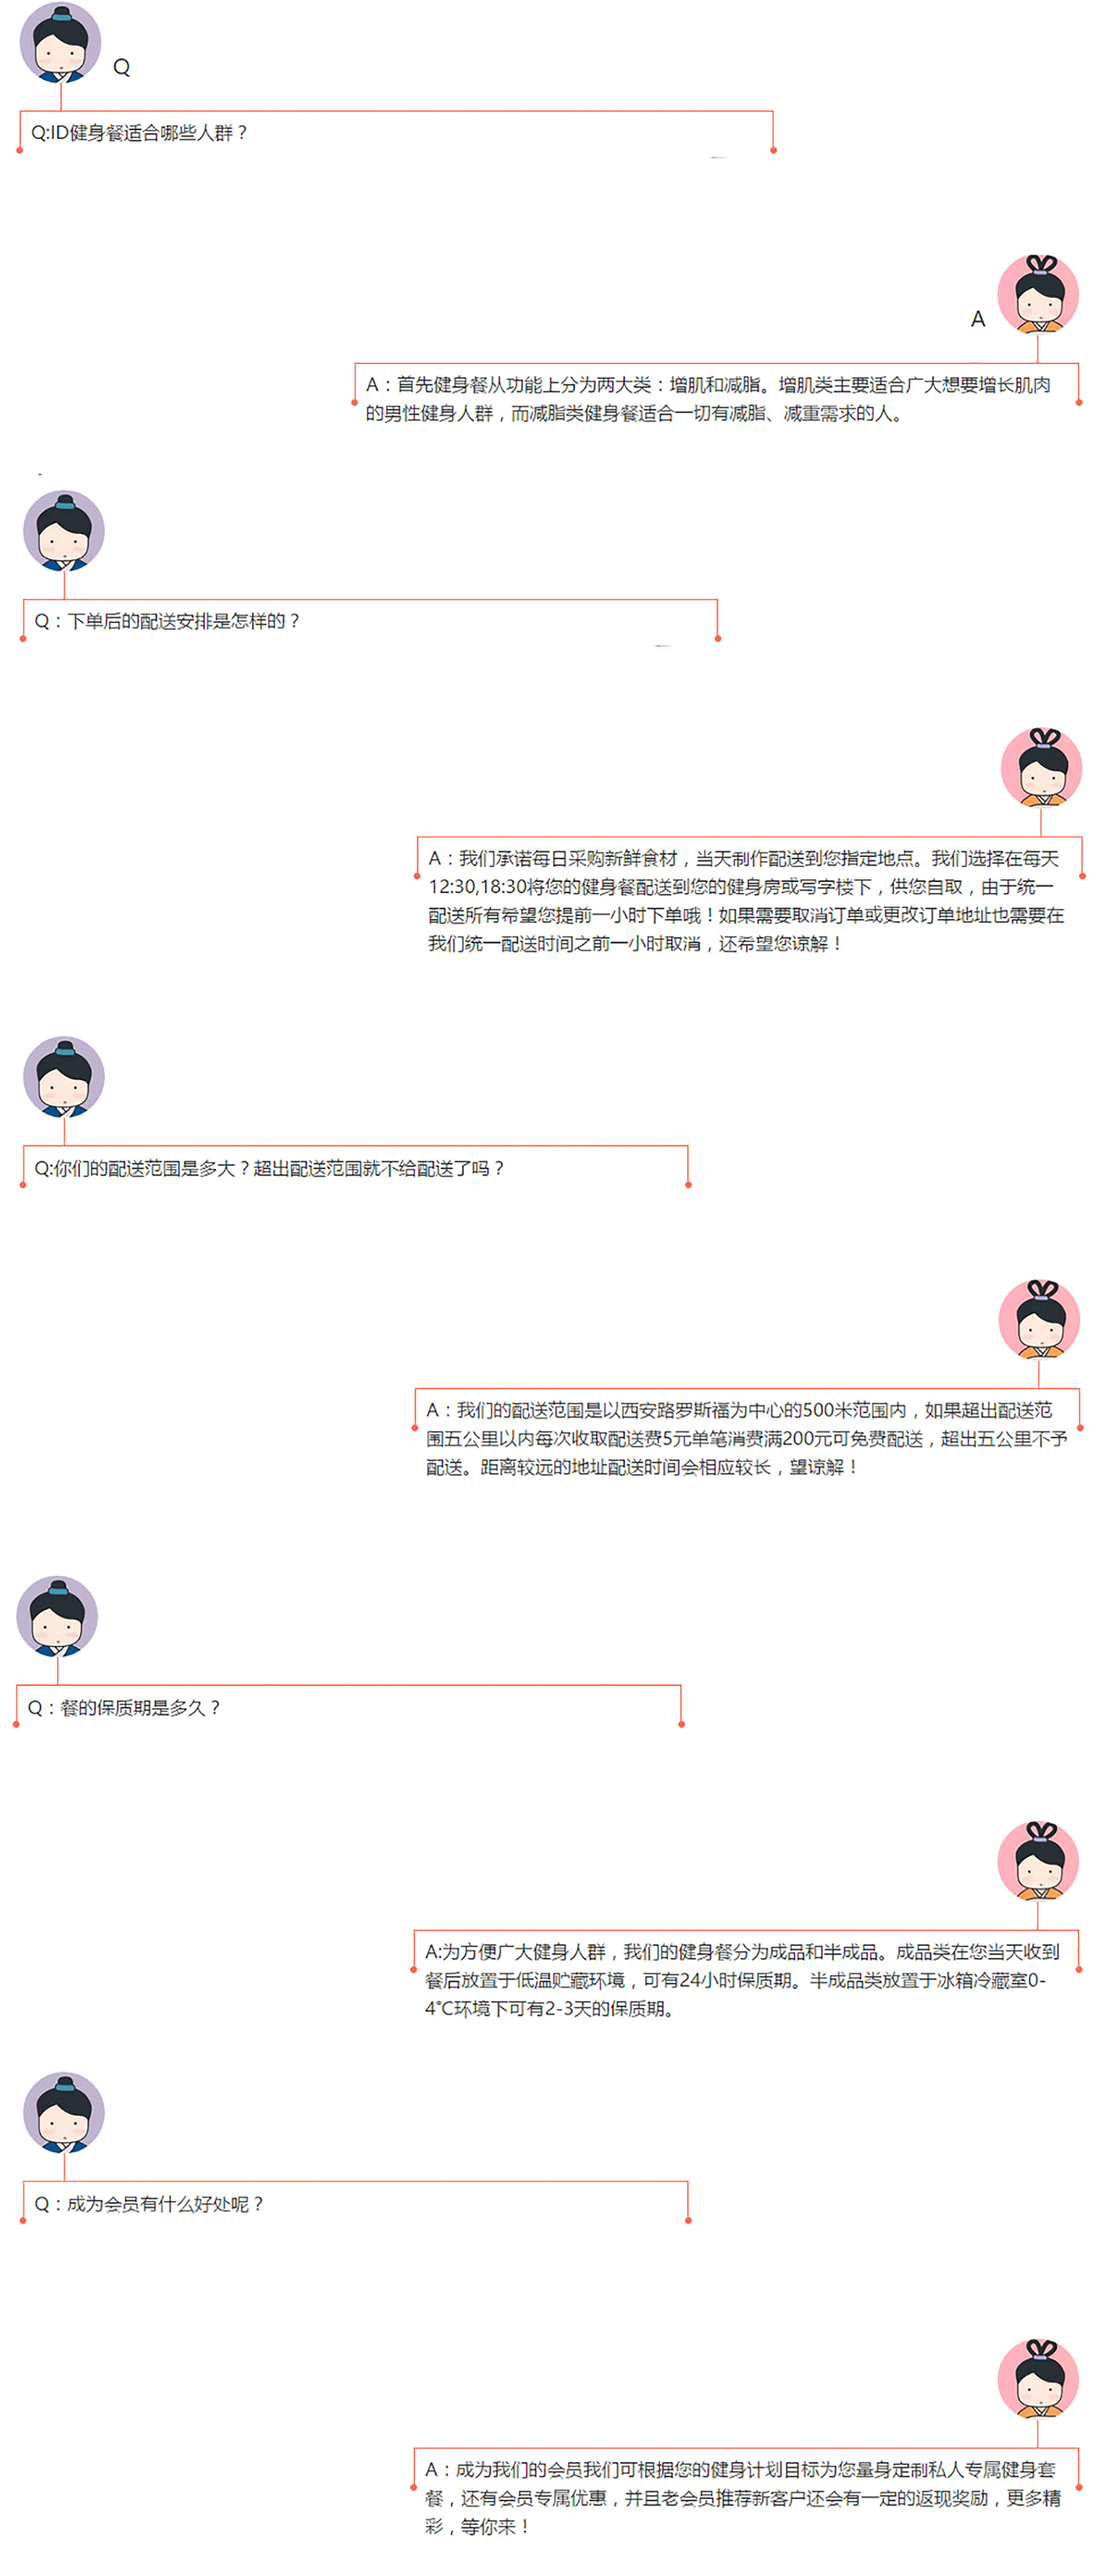 Q
Q:ID健身餐适合哪些人群？
A
A：首先健身餐从功能上分为两大类：增肌和减脂。增肌类主要适合广大想要增长肌肉
的男性健身人群，而减脂类健身餐适合一切有减脂、减重需求的人。
Q：下单后的配送安排是怎样的？
A：我们承诺每日采购新鲜食材，当天制作配送到您指定地点。我们选择在每天
12:30,18:30将您的健身餐配送到您的健身房或写字楼下，供您自取，由于统一
配送所有希望您提前一小时下单哦！如果需要取消订单或更改订单地址也需要在
我们统一配送时间之前一小时取消，还希望您谅解！
Q:你们的配送范围是多大？超出配送范围就不给配送了吗？
A：我们的配送范围是以西安路罗斯福为中心的500米范围内，如果超出配送范
围五公里以内每次收取配送费5元单笔消费满200元可免费配送，超出五公里不予
配送。距离较远的地址配送时间会相应较长，望谅解！
Q：餐的保质期是多久？
A:为方便广大健身人群，我们的健身餐分为成品和半成品。成品类在您当天收到
餐后放置于低温贮藏环境，可有24小时保质期。半成品类放置于冰箱冷藏室0-
4°C环境下可有2-3天的保质期。
Q：成为会员有什么好处呢？
A：成为我们的会员我们可根据您的健身计划目标为您量身定制私人专属健身套
餐，还有会员专属优惠，并且老会员推荐新客户还会有一定的返现奖励，更多精
彩，等你来！